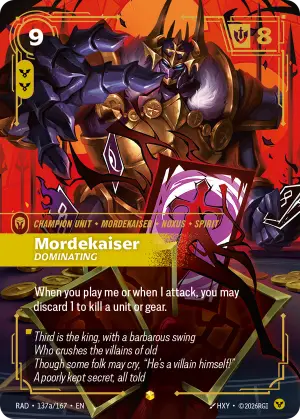 9
8
CHAMPION UNIT • MORDEKAISER • NOXUS • SPIRIT
Mordekaiser
DOMINATING
When you play me or when I attack, you may
discard 1 to kill a unit or gear.
Third is the king, with a barbarous swing
Who crushes the villains of old
Though some folk may cry, “He’s a villain himself!”
A poorly kept secret, all told
RAD • 137a/167 • EN
HXY • ©2026RGI